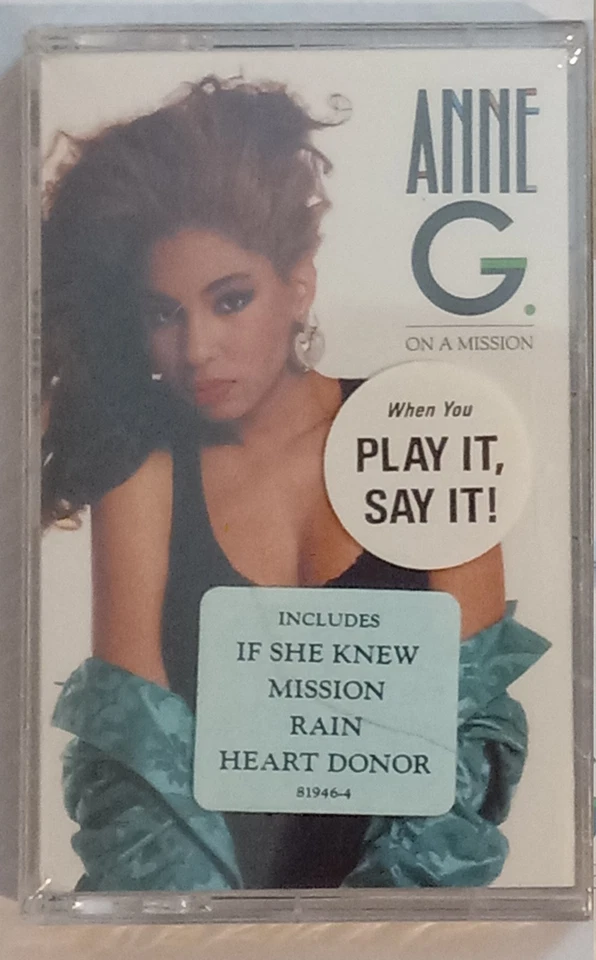 ANNE
G.
ON A MISSION
When You
PLAY IT,
SAY IT!
INCLUDES
IF SHE KNEW
MISSION
RAIN
HEART DONOR
81946-4